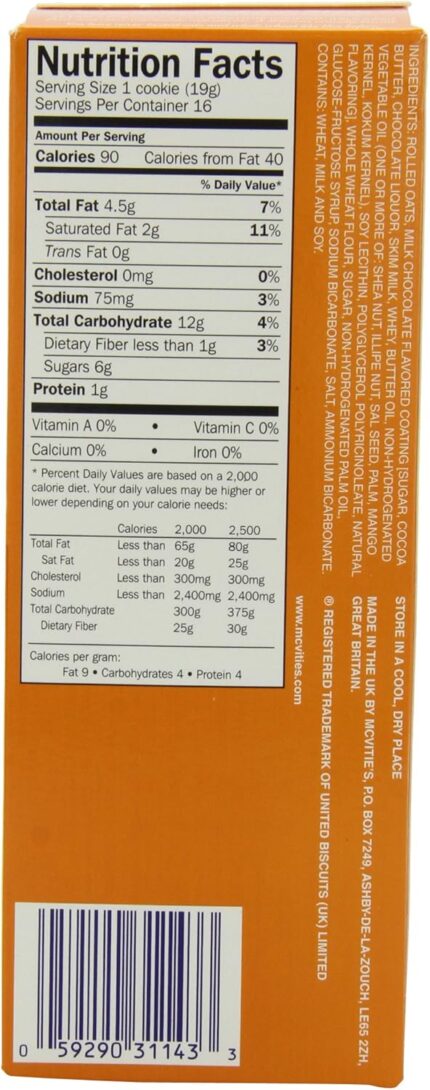 Nutrition Facts
Serving Size 1 cookie (19g)
Servings Per Container 16
Amount Per Serving
Calories 90 Calories from Fat 40
% Daily Value*
Total Fat 4.5g 7%
Saturated Fat 2g 11%
Trans Fat 0g
Cholesterol 0mg 0%
Sodium 75mg 3%
Total Carbohydrate 12g 4%
Dietary Fiber less than 1g 3%
Sugars 6g
Protein 1g
Vitamin A 0% • Vitamin C 0%
Calcium 0% • Iron 0%
* Percent Daily Values are based on a 2,000
calorie diet. Your daily values may be higher or
lower depending on your calorie needs:
Calories 2,000 2,500
Total Fat Less than 65g 80g
Sat Fat Less than 20g 25g
Cholesterol Less than 300mg 300mg
Sodium Less than 2,400mg 2,400mg
Total Carbohydrate 300g 375g
Dietary Fiber 25g 30g
Calories per gram:
Fat 9 • Carbohydrates 4 • Protein 4
INGREDIENTS: ROLLED OATS, MILK CHOCOLATE FLAVORED COATING [SUGAR, COCOA
BUTTER, CHOCOLATE LIQUOR, SKIM MILK, WHEY, BUTTER OIL, NON-HYDROGENATED
VEGETABLE OIL (ONE OR MORE OF: SHEA NUT, ILLIPE NUT, SAL SEED, PALM, MANGO
KERNEL, KOKUM KERNEL), SOY LECITHIN, POLYGLYCEROL POLYRICINOLEATE, NATURAL
FLAVORING], WHOLE WHEAT FLOUR, SUGAR, NON-HYDROGENATED PALM OIL,
GLUCOSE-FRUCTOSE SYRUP, SODIUM BICARBONATE, SALT, AMMONIUM BICARBONATE.
CONTAINS: WHEAT, MILK AND SOY.
STORE IN A COOL, DRY PLACE
MADE IN THE UK BY MCVITIE'S, P.O. BOX 7249, ASHBY-DE-LA-ZOUCH, LE65 2ZH,
GREAT BRITAIN.
® REGISTERED TRADEMARK OF UNITED BISCUITS (UK) LIMITED
www.mcvities.com
0 59290 31143 3